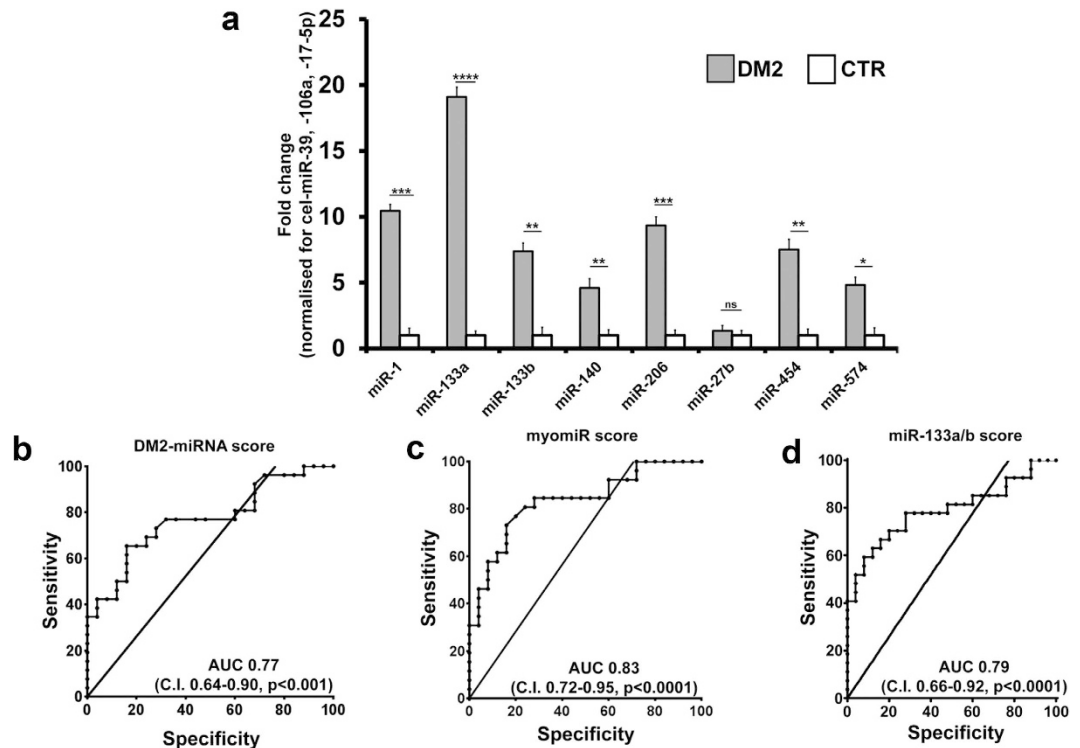 a
Fold change
(normalised for cel-miR-39, -106a, -17-5p)
25
20
15
10
5
0
DM2
CTR
***
****
**
**
***
ns
**
*
miR-1
miR-133a
miR-133b
miR-140
miR-206
miR-27b
miR-454
miR-574
b
DM2-miRNA score
Sensitivity
100
80
60
40
20
0
AUC 0.77
(C.I. 0.64-0.90, p<0.001)
0 20 40 60 80 100
Specificity
c
myomiR score
Sensitivity
100
80
60
40
20
0
AUC 0.83
(C.I. 0.72-0.95, p<0.0001)
0 20 40 60 80 100
Specificity
d
miR-133a/b score
Sensitivity
100
80
60
40
20
0
AUC 0.79
(C.I. 0.66-0.92, p<0.0001)
0 20 40 60 80 100
Specificity